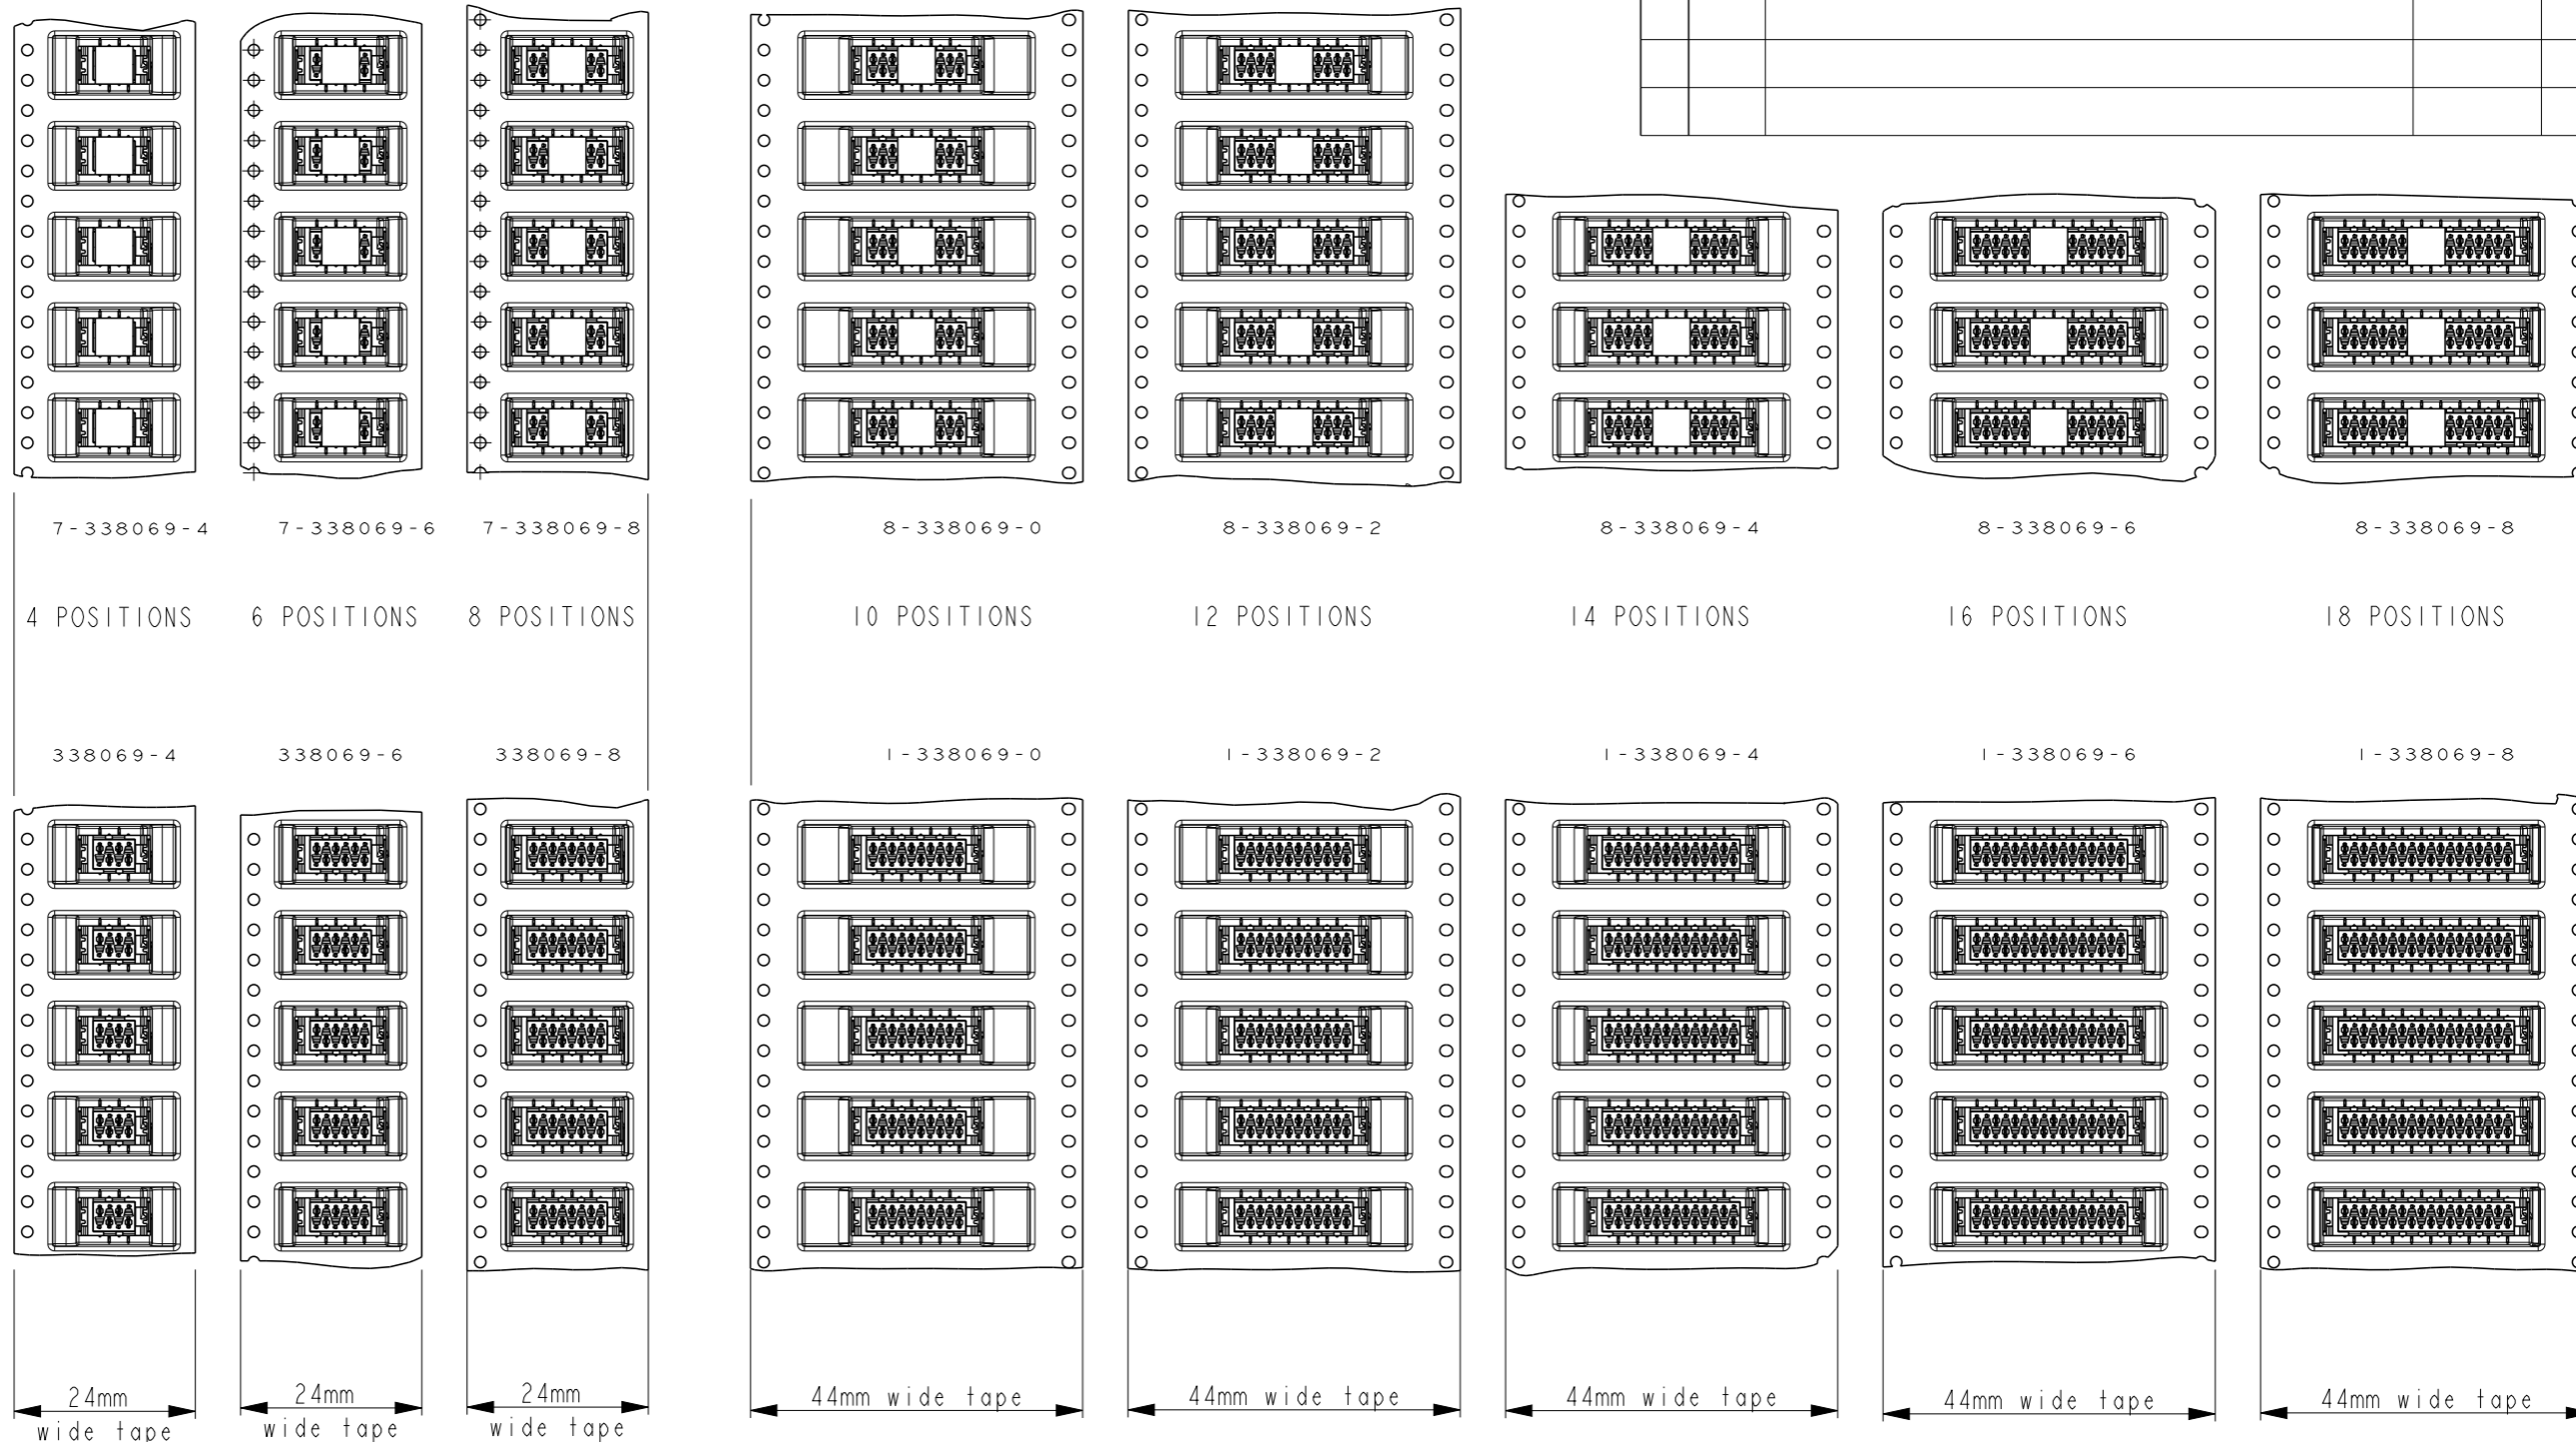 7-338069-4 7-338069-6 7-338069-8 8-338069-0 8-338069-2 8-338069-4 8-338069-6 8-338069-8
4 POSITIONS 6 POSITIONS 8 POSITIONS 10 POSITIONS 12 POSITIONS 14 POSITIONS 16 POSITIONS 18 POSITIONS
338069-4 338069-6 338069-8 1-338069-0 1-338069-2 1-338069-4 1-338069-6 1-338069-8
24mm 24mm 24mm 44mm wide tape 44mm wide tape 44mm wide tape 44mm wide tape 44mm wide tape
wide tape wide tape wide tape